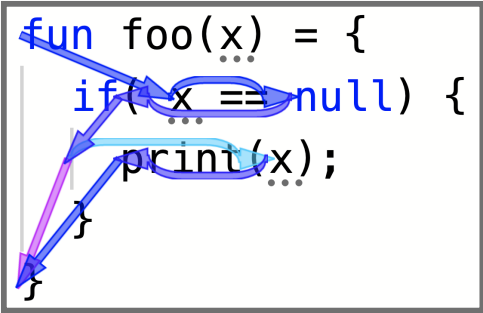 fun foo(x) = {
if( x == null) {
print(x);
}
}